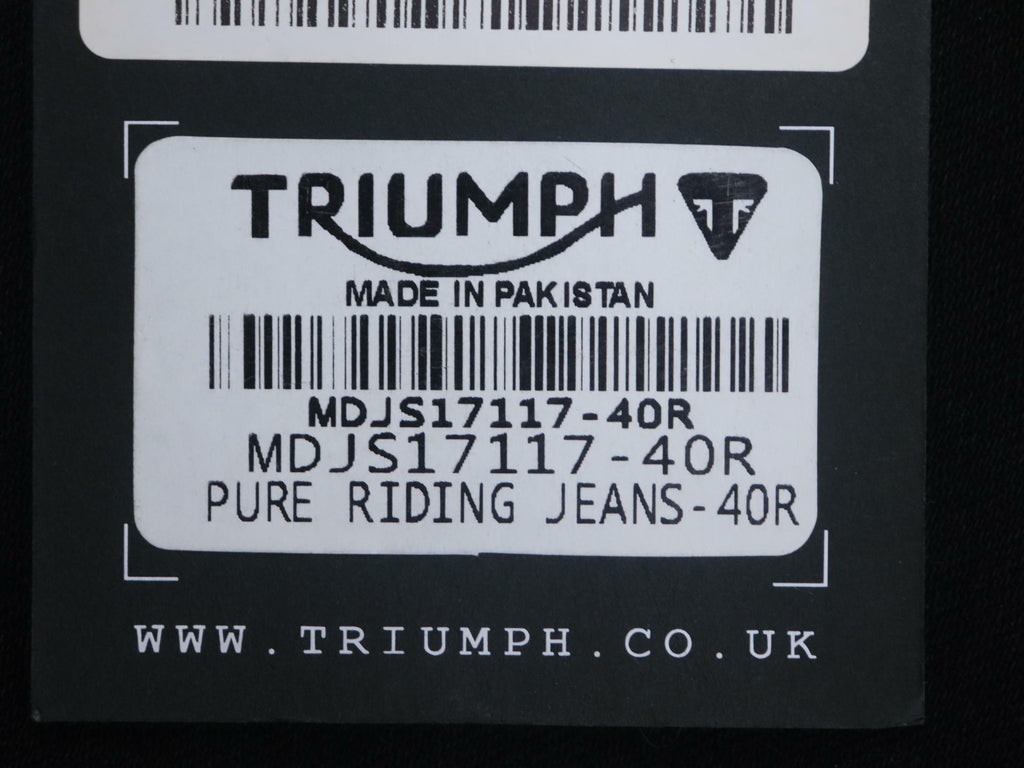 TRIUMPH
MADE IN PAKISTAN
MDJS17117-40R
MDJS17117-40R
PURE RIDING JEANS-40R
WWW.TRIUMPH.CO.UK